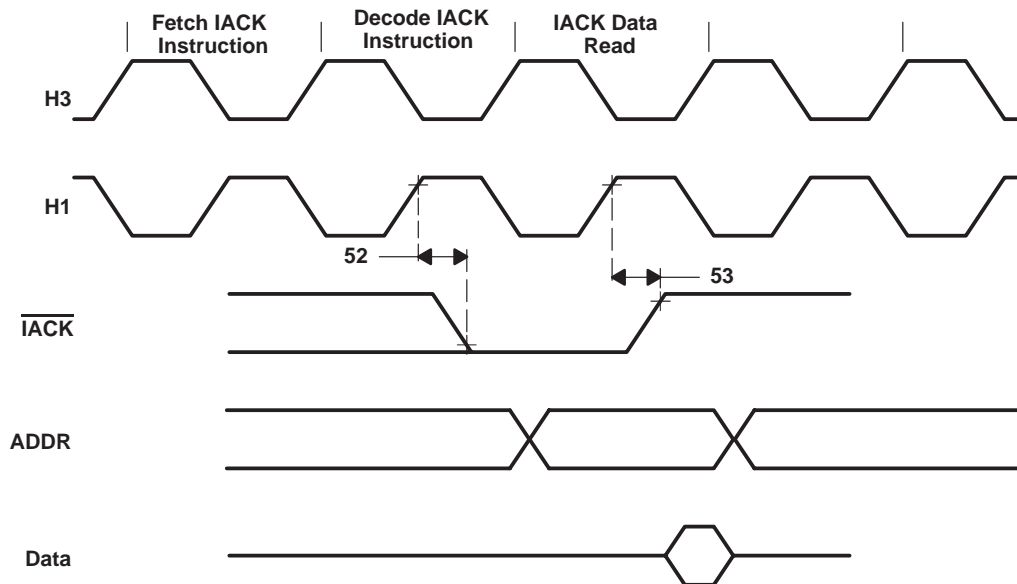 Fetch IACK
Instruction
Decode IACK
Instruction
IACK Data
Read
H3
H1
52
53
IACK
ADDR
Data